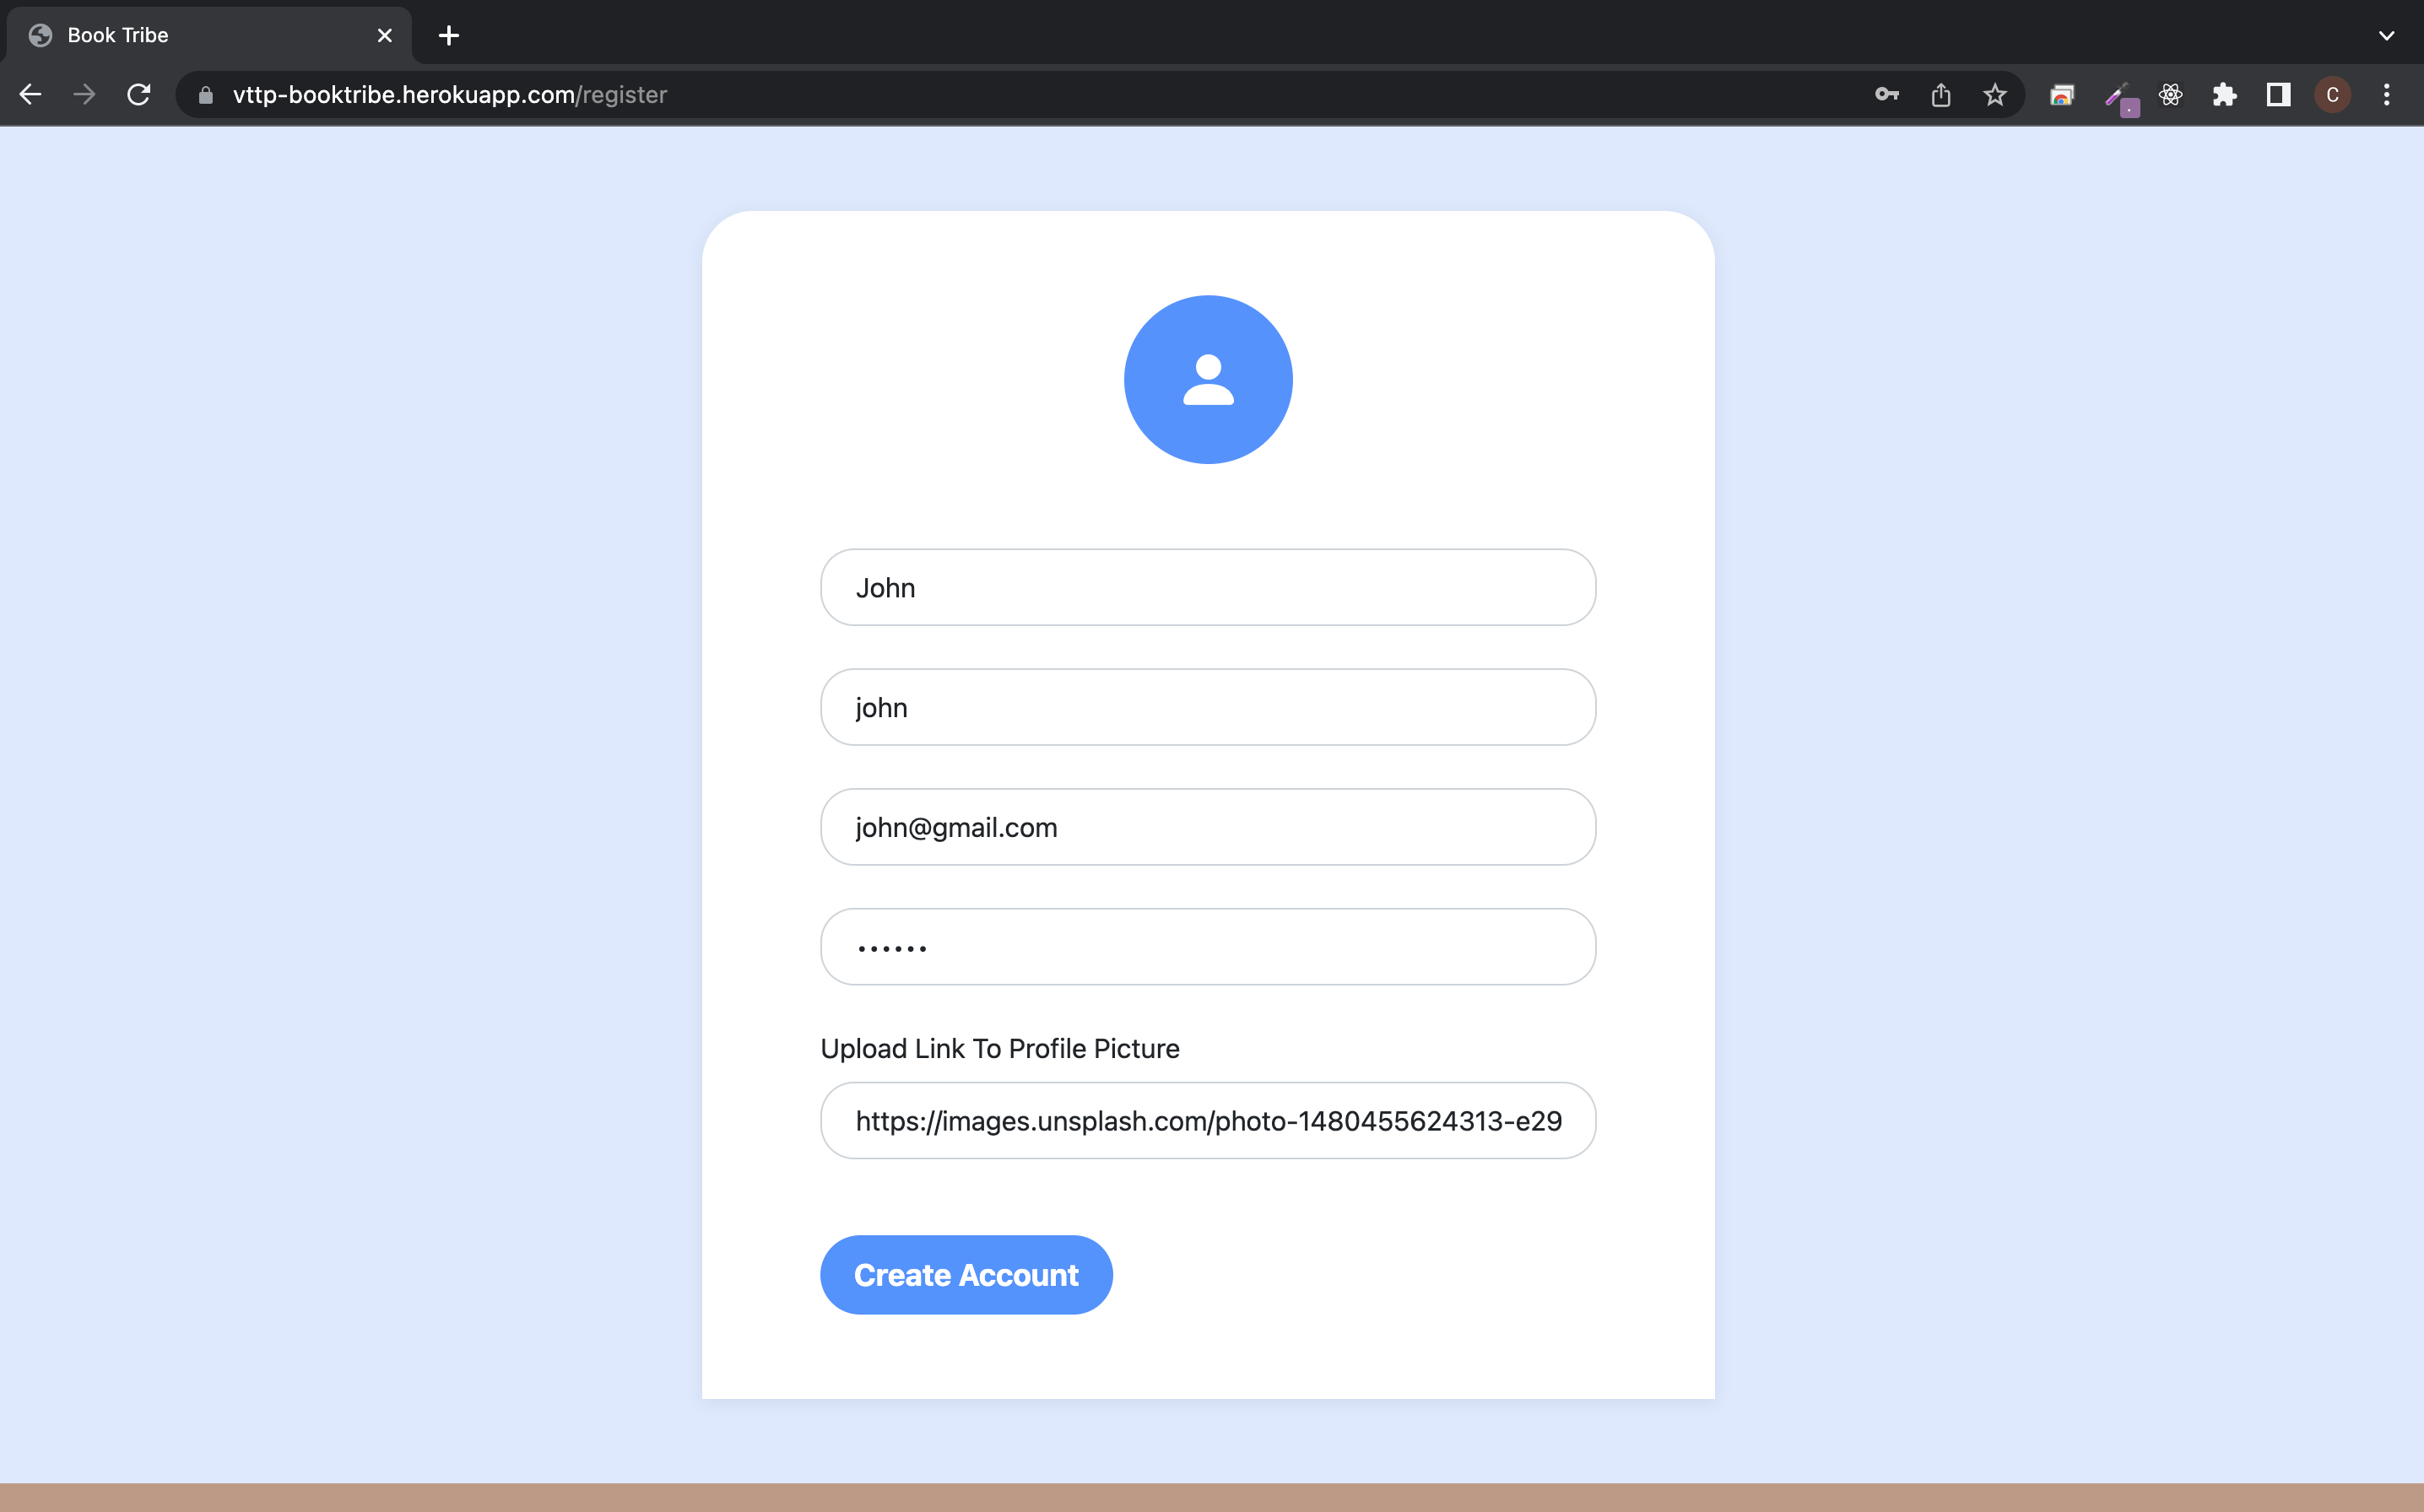 Book Tribe
vttp-booktribe.herokuapp.com/register
C
John
john
john@gmail.com
••••••
Upload Link To Profile Picture
https://images.unsplash.com/photo-1480455624313-e29
Create Account